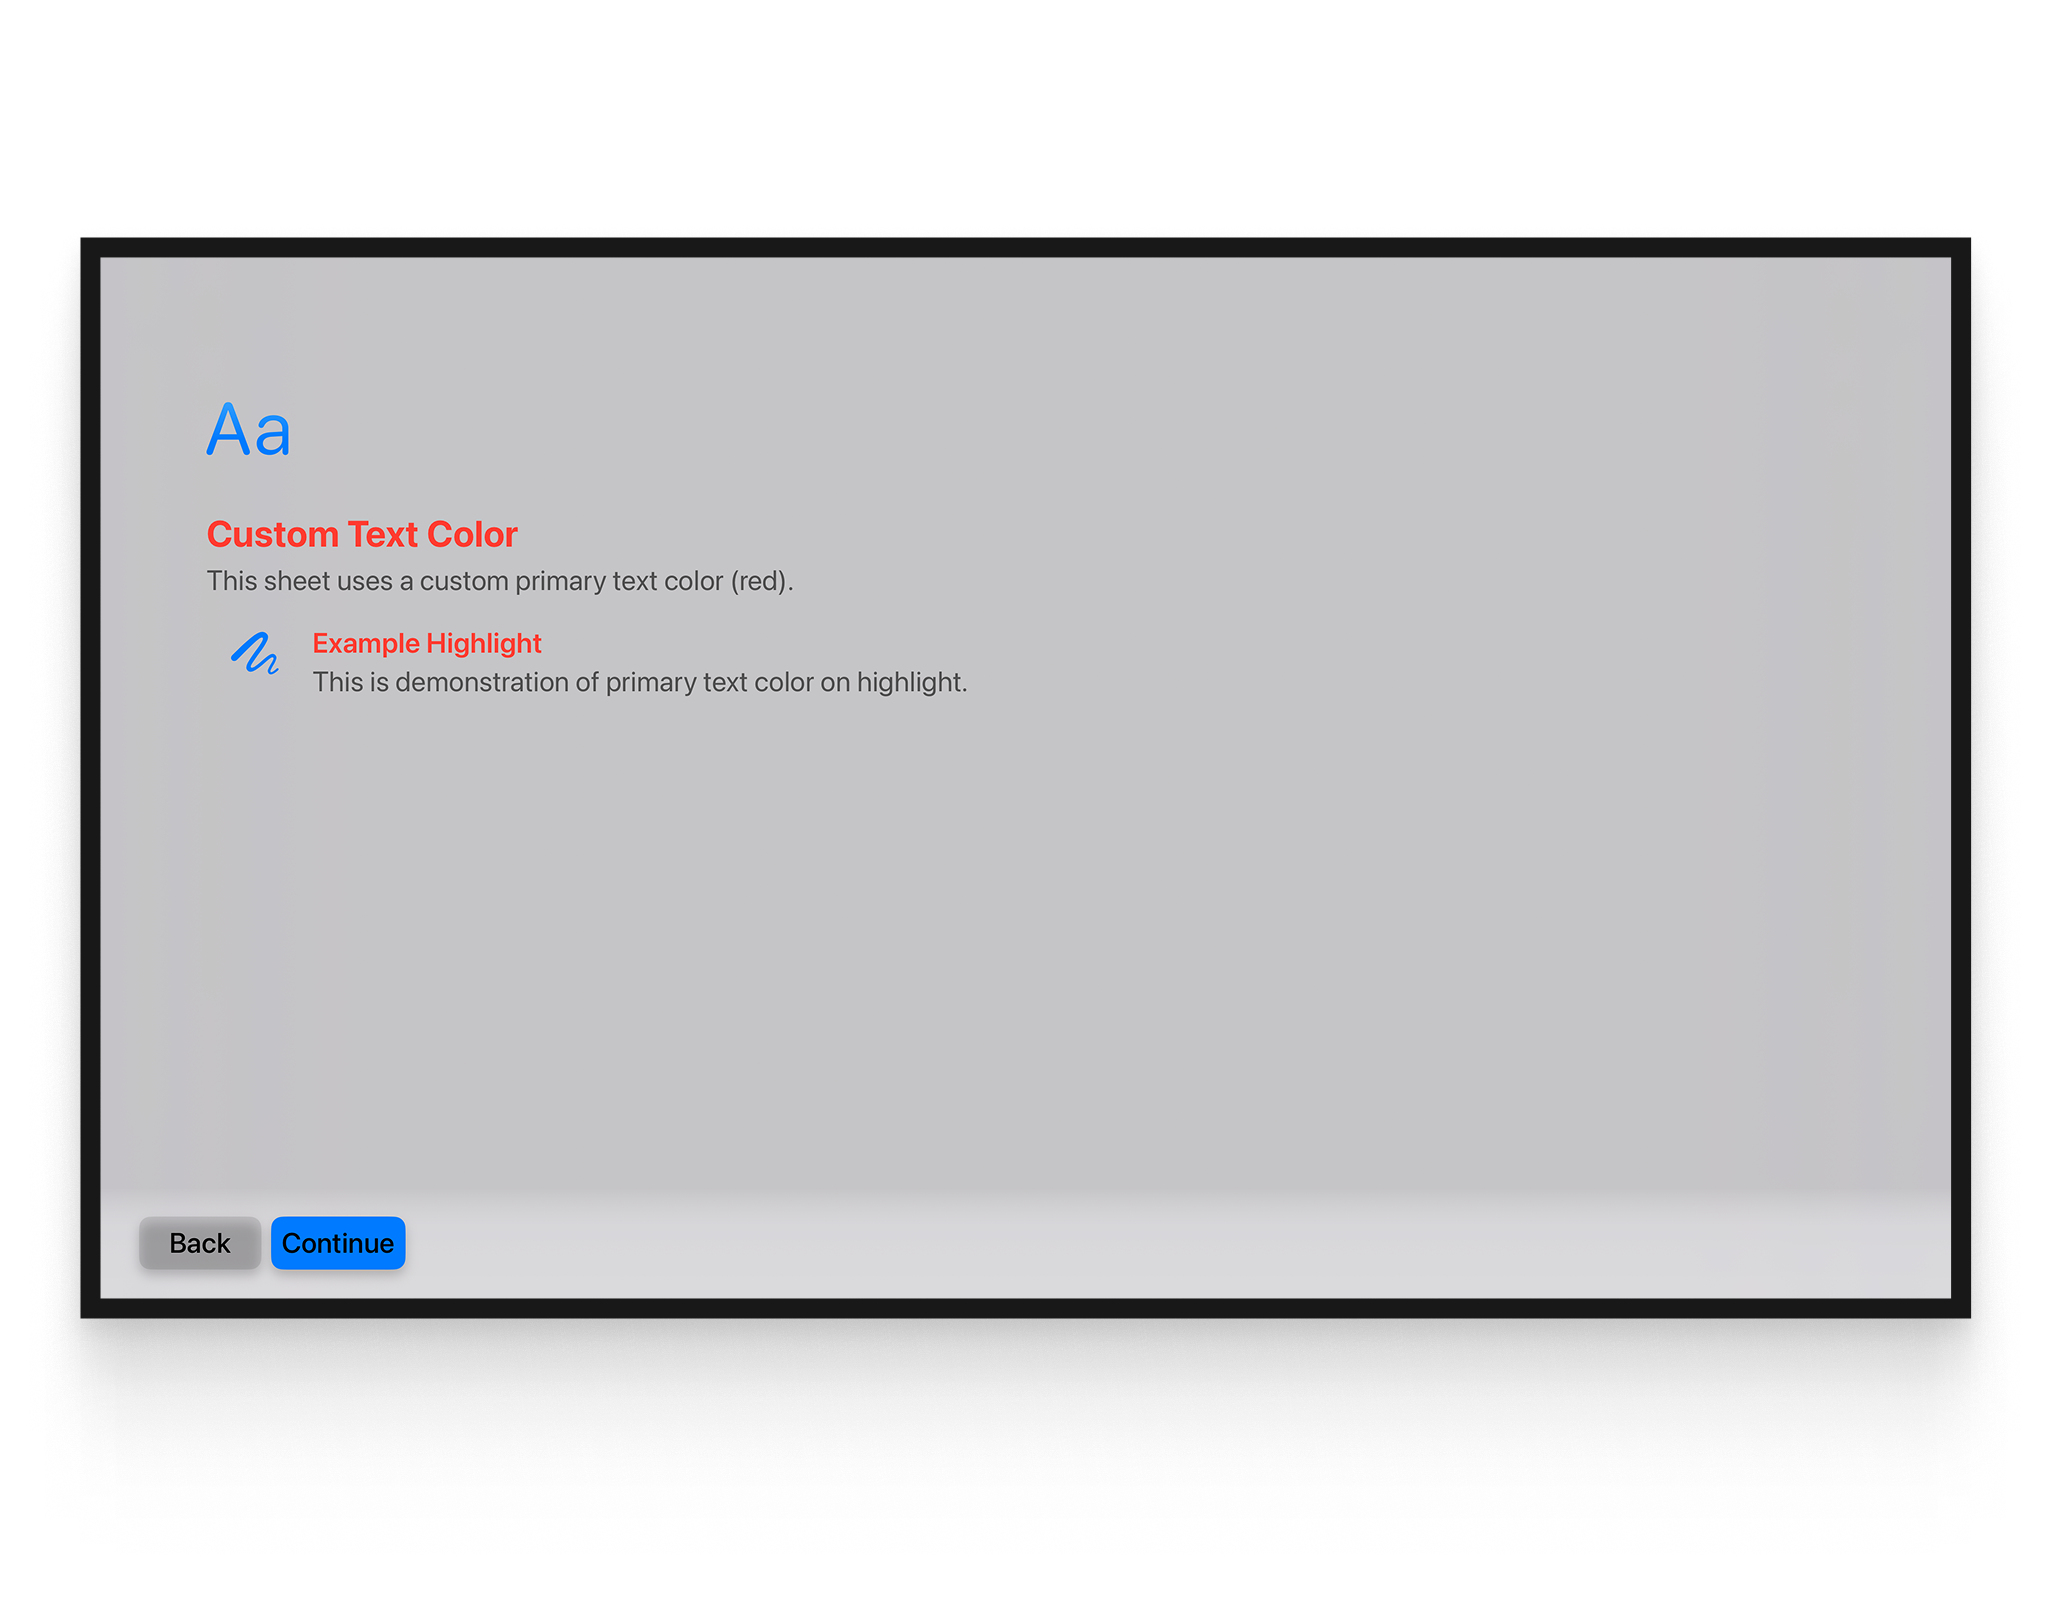 Aa
Custom Text Color
This sheet uses a custom primary text color (red).
Example Highlight
This is demonstration of primary text color on highlight.
Back Continue